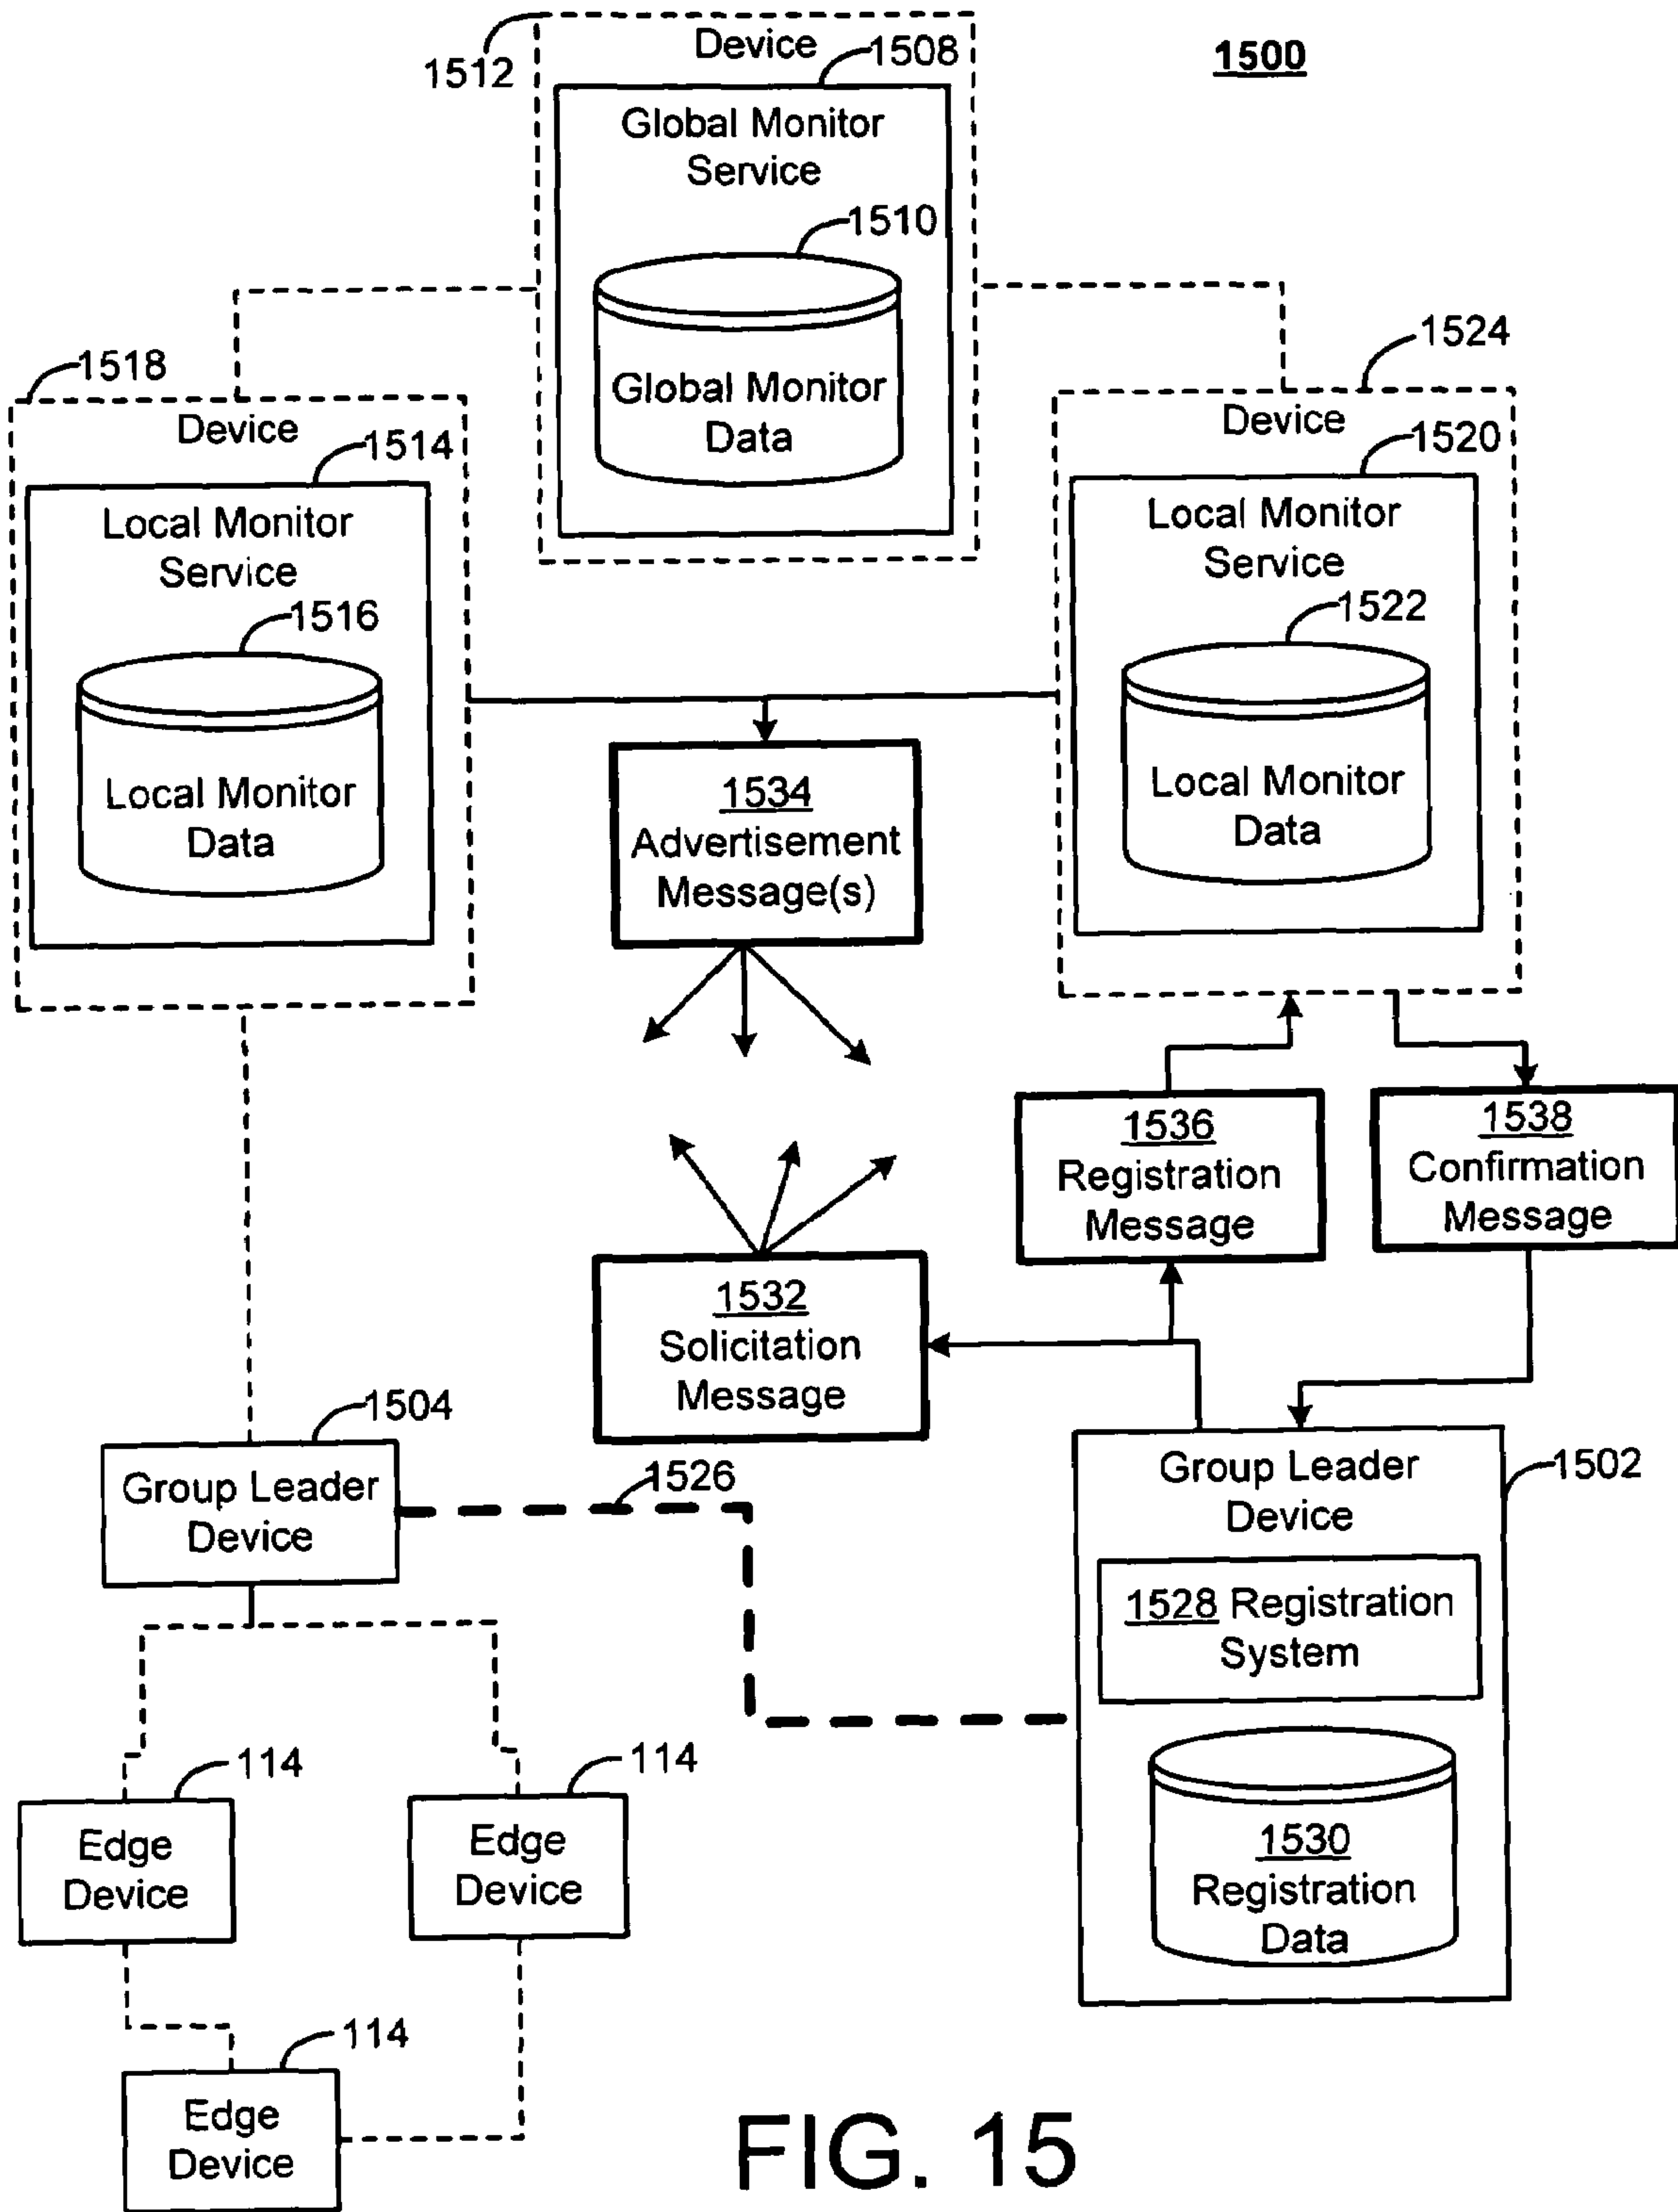 1512
Device
1508
1500
Global Monitor
Service
1510
Global Monitor
Data
1518
Device
1514
Local Monitor
Service
1516
Local Monitor
Data
1524
Device
1520
Local Monitor
Service
1522
Local Monitor
Data
1534
Advertisement
Message(s)
1536
Registration
Message
1538
Confirmation
Message
1532
Solicitation
Message
1504
Group Leader
Device
1526
Group Leader
Device
1502
1528 Registration
System
1530
Registration
Data
114
Edge
Device
114
Edge
Device
114
Edge
Device
FIG. 15